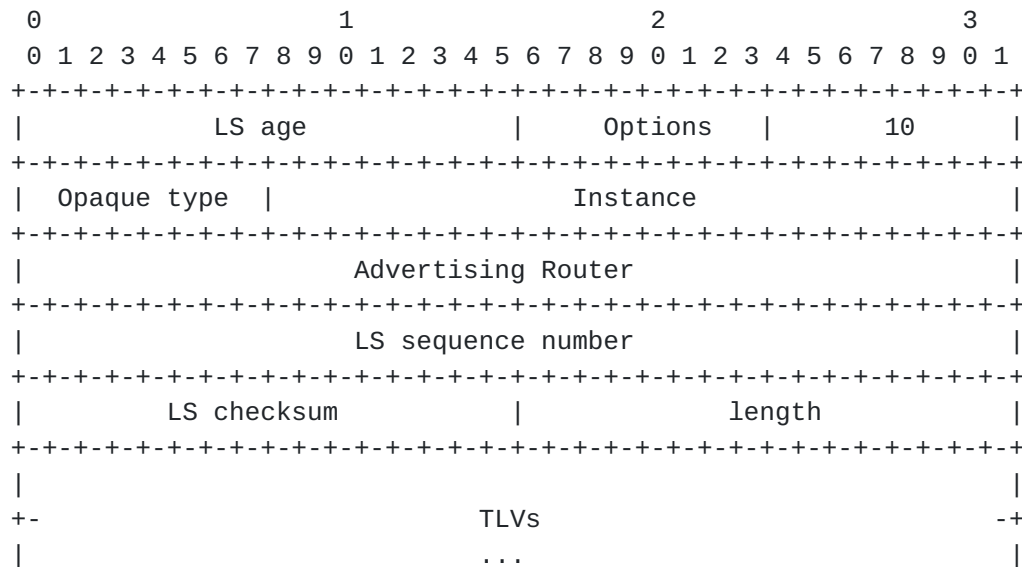 0                   1                   2                   3
 0 1 2 3 4 5 6 7 8 9 0 1 2 3 4 5 6 7 8 9 0 1 2 3 4 5 6 7 8 9 0 1
+-+-+-+-+-+-+-+-+-+-+-+-+-+-+-+-+-+-+-+-+-+-+-+-+-+-+-+-+-+-+-+-+
|            LS age             |     Options   |       10      |
+-+-+-+-+-+-+-+-+-+-+-+-+-+-+-+-+-+-+-+-+-+-+-+-+-+-+-+-+-+-+-+-+
|  Opaque type  |                   Instance                    |
+-+-+-+-+-+-+-+-+-+-+-+-+-+-+-+-+-+-+-+-+-+-+-+-+-+-+-+-+-+-+-+-+
|                     Advertising Router                        |
+-+-+-+-+-+-+-+-+-+-+-+-+-+-+-+-+-+-+-+-+-+-+-+-+-+-+-+-+-+-+-+-+
|                     LS sequence number                        |
+-+-+-+-+-+-+-+-+-+-+-+-+-+-+-+-+-+-+-+-+-+-+-+-+-+-+-+-+-+-+-+-+
|         LS checksum           |             length            |
+-+-+-+-+-+-+-+-+-+-+-+-+-+-+-+-+-+-+-+-+-+-+-+-+-+-+-+-+-+-+-+-+
|                                                               |
+-                            TLVs                             -+
|                             ...                               |